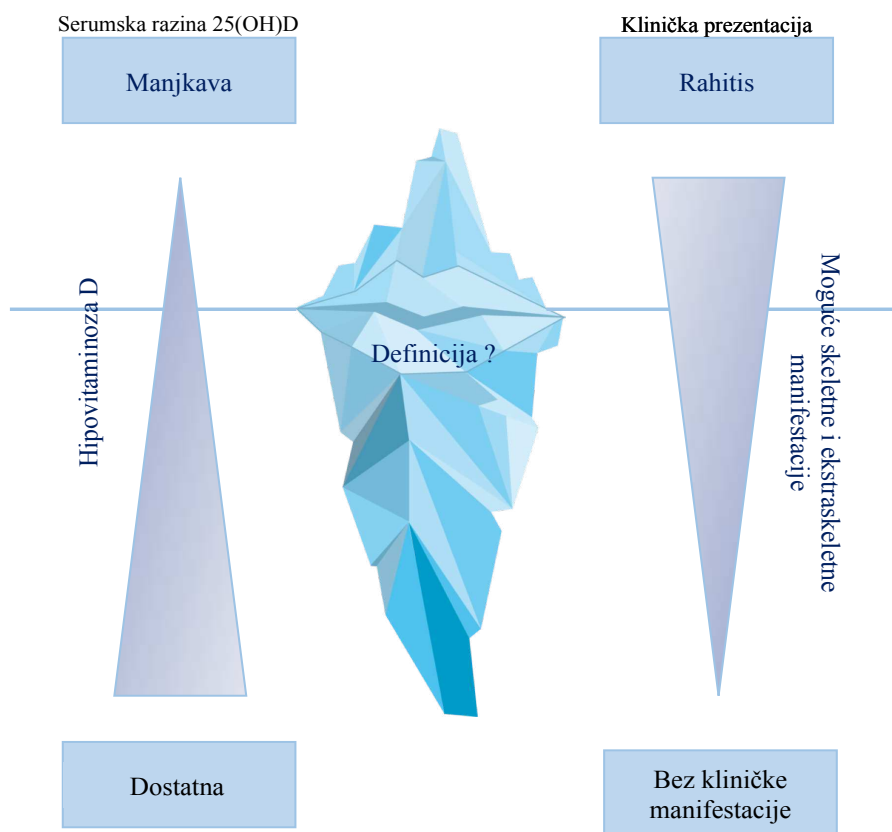 Serumska razina 25(OH)D
Klinička prezentacija
Manjkava
Rahitis
Hipovitaminoza D
Definicija ?
Moguće skeletne i ekstraskeletne
manifestacije
Dostatna
Bez kliničke
manifestacije